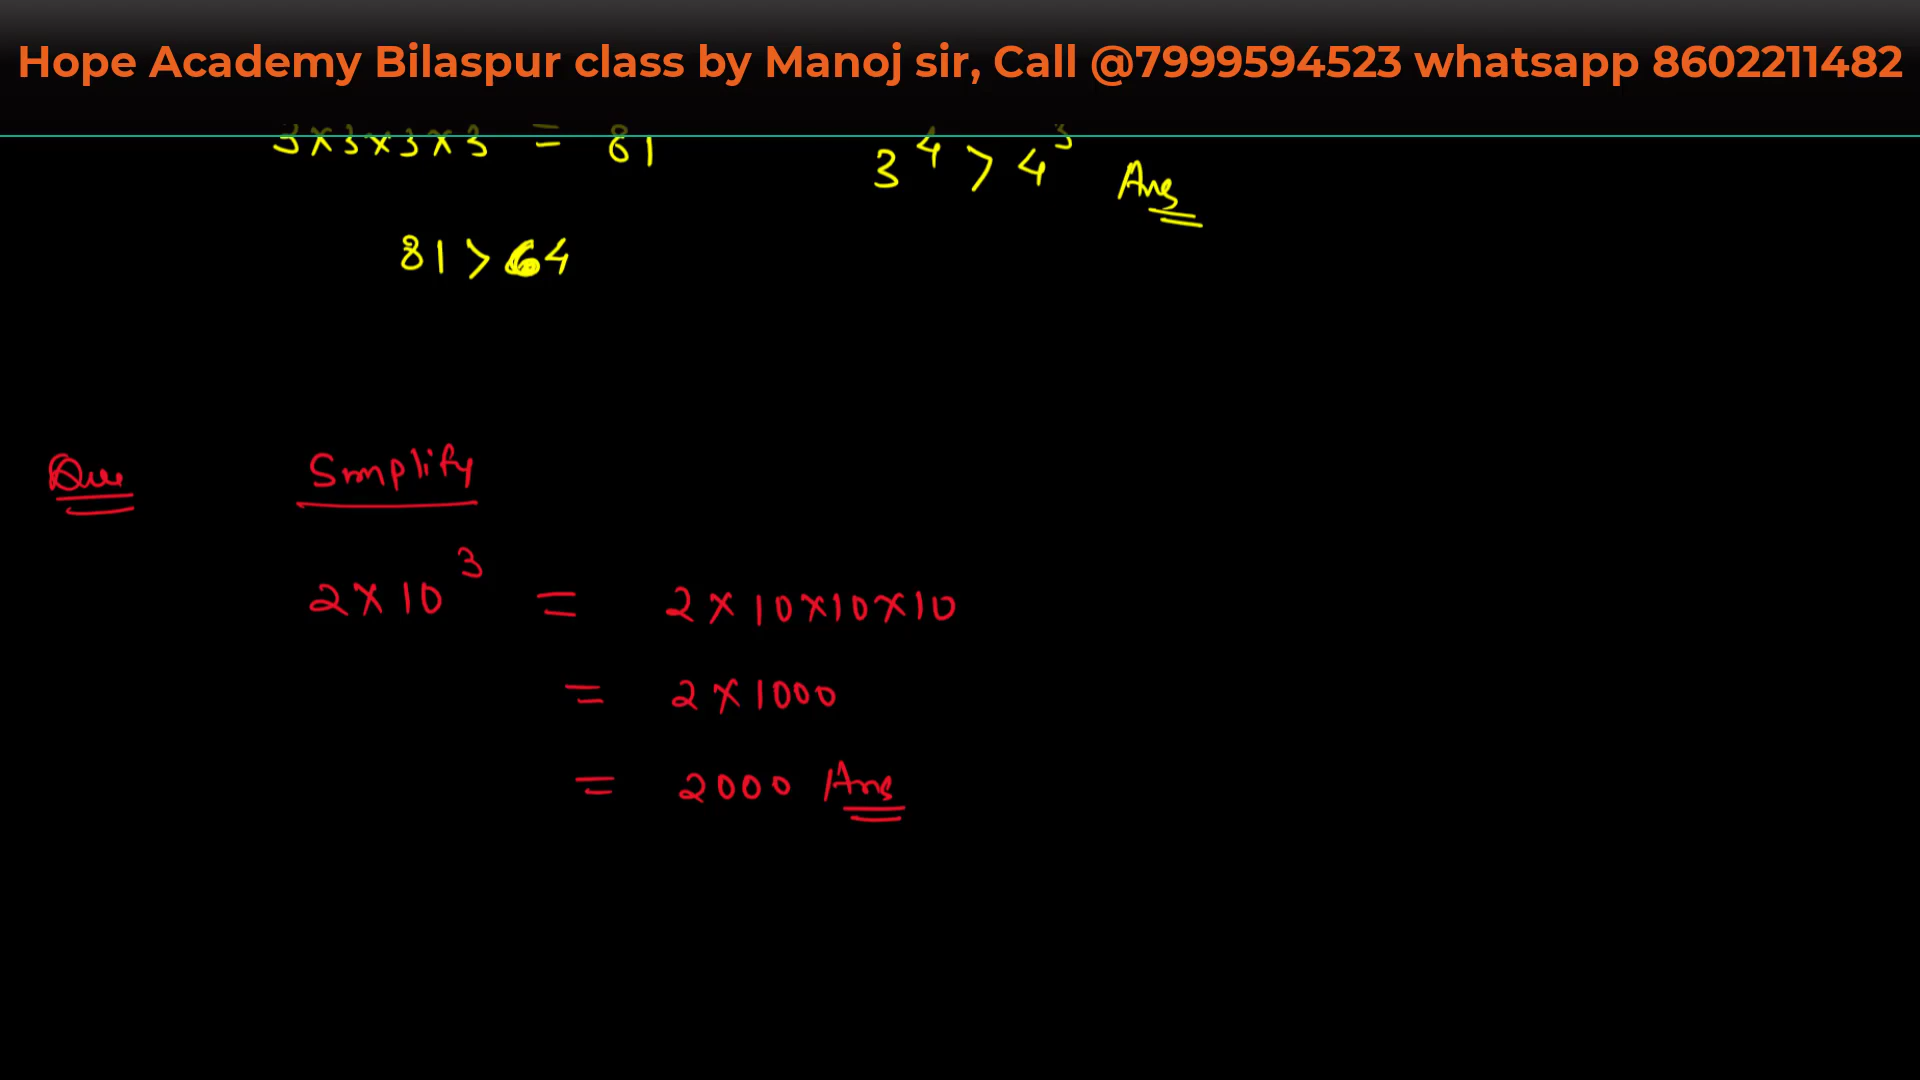 Hope Academy Bilaspur class by Manoj sir, Call @7999594523 whatsapp 8602211482
3×3×3×3 = 81
3⁴ > 4³ Ans
81 > 64
Que Simplify
2×10³ = 2×10×10×10
= 2×1000
= 2000 Ans